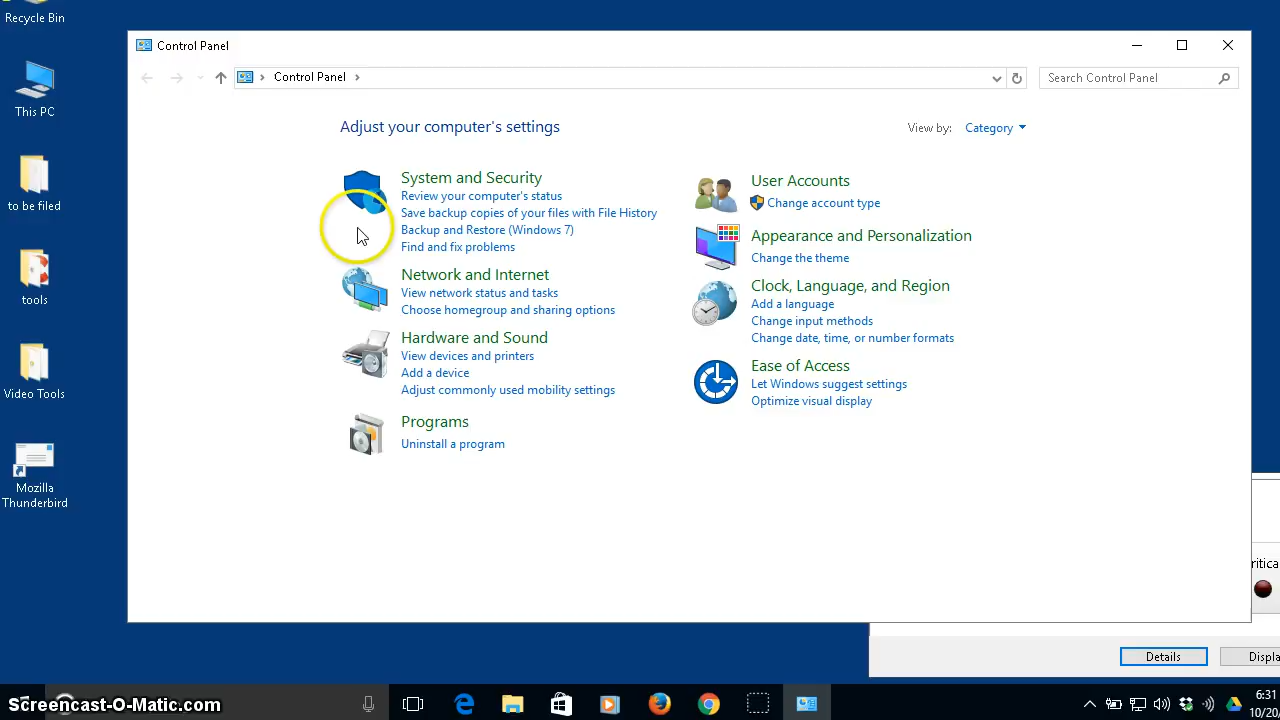 Recycle Bin
This PC
to be filed
tools
Video Tools
Mozilla
Thunderbird
Control Panel
Control Panel
Search Control Panel
Adjust your computer's settings
View by: Category
System and Security
Review your computer's status
Save backup copies of your files with File History
Backup and Restore (Windows 7)
Find and fix problems
Network and Internet
View network status and tasks
Choose homegroup and sharing options
Hardware and Sound
View devices and printers
Add a device
Adjust commonly used mobility settings
Programs
Uninstall a program
User Accounts
Change account type
Appearance and Personalization
Change the theme
Clock, Language, and Region
Add a language
Change input methods
Change date, time, or number formats
Ease of Access
Let Windows suggest settings
Optimize visual display
ritica
Details
Displa
Screencast-O-Matic.com
6:31
10/20